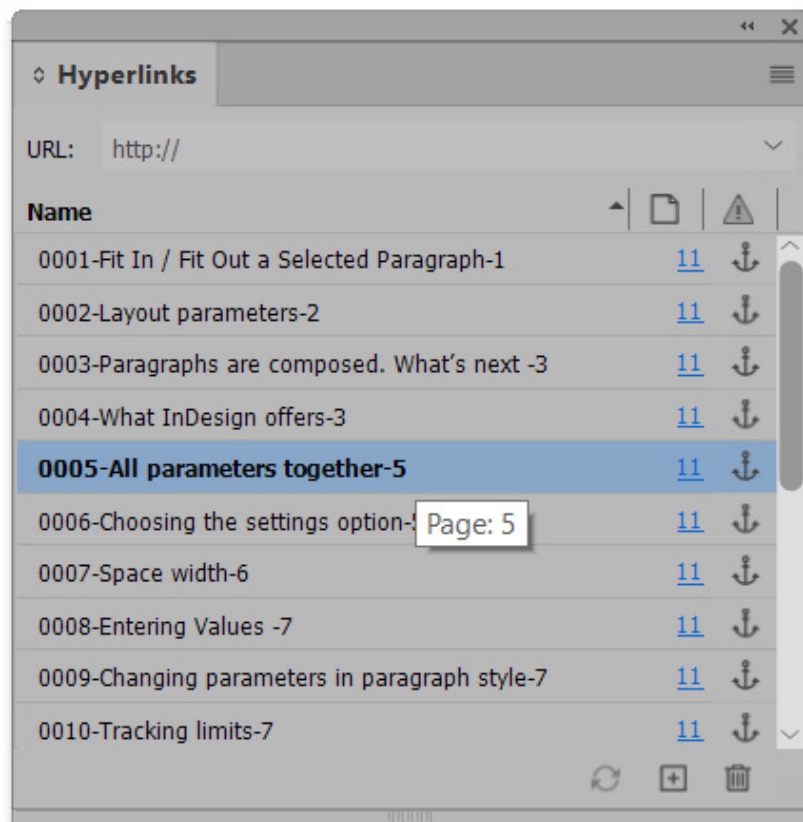 Hyperlinks
URL: http://
Name
0001-Fit In / Fit Out a Selected Paragraph-1 11
0002-Layout parameters-2 11
0003-Paragraphs are composed. What's next -3 11
0004-What InDesign offers-3 11
0005-All parameters together-5 11
0006-Choosing the settings option- 11
Page: 5
0007-Space width-6 11
0008-Entering Values -7 11
0009-Changing parameters in paragraph style-7 11
0010-Tracking limits-7 11